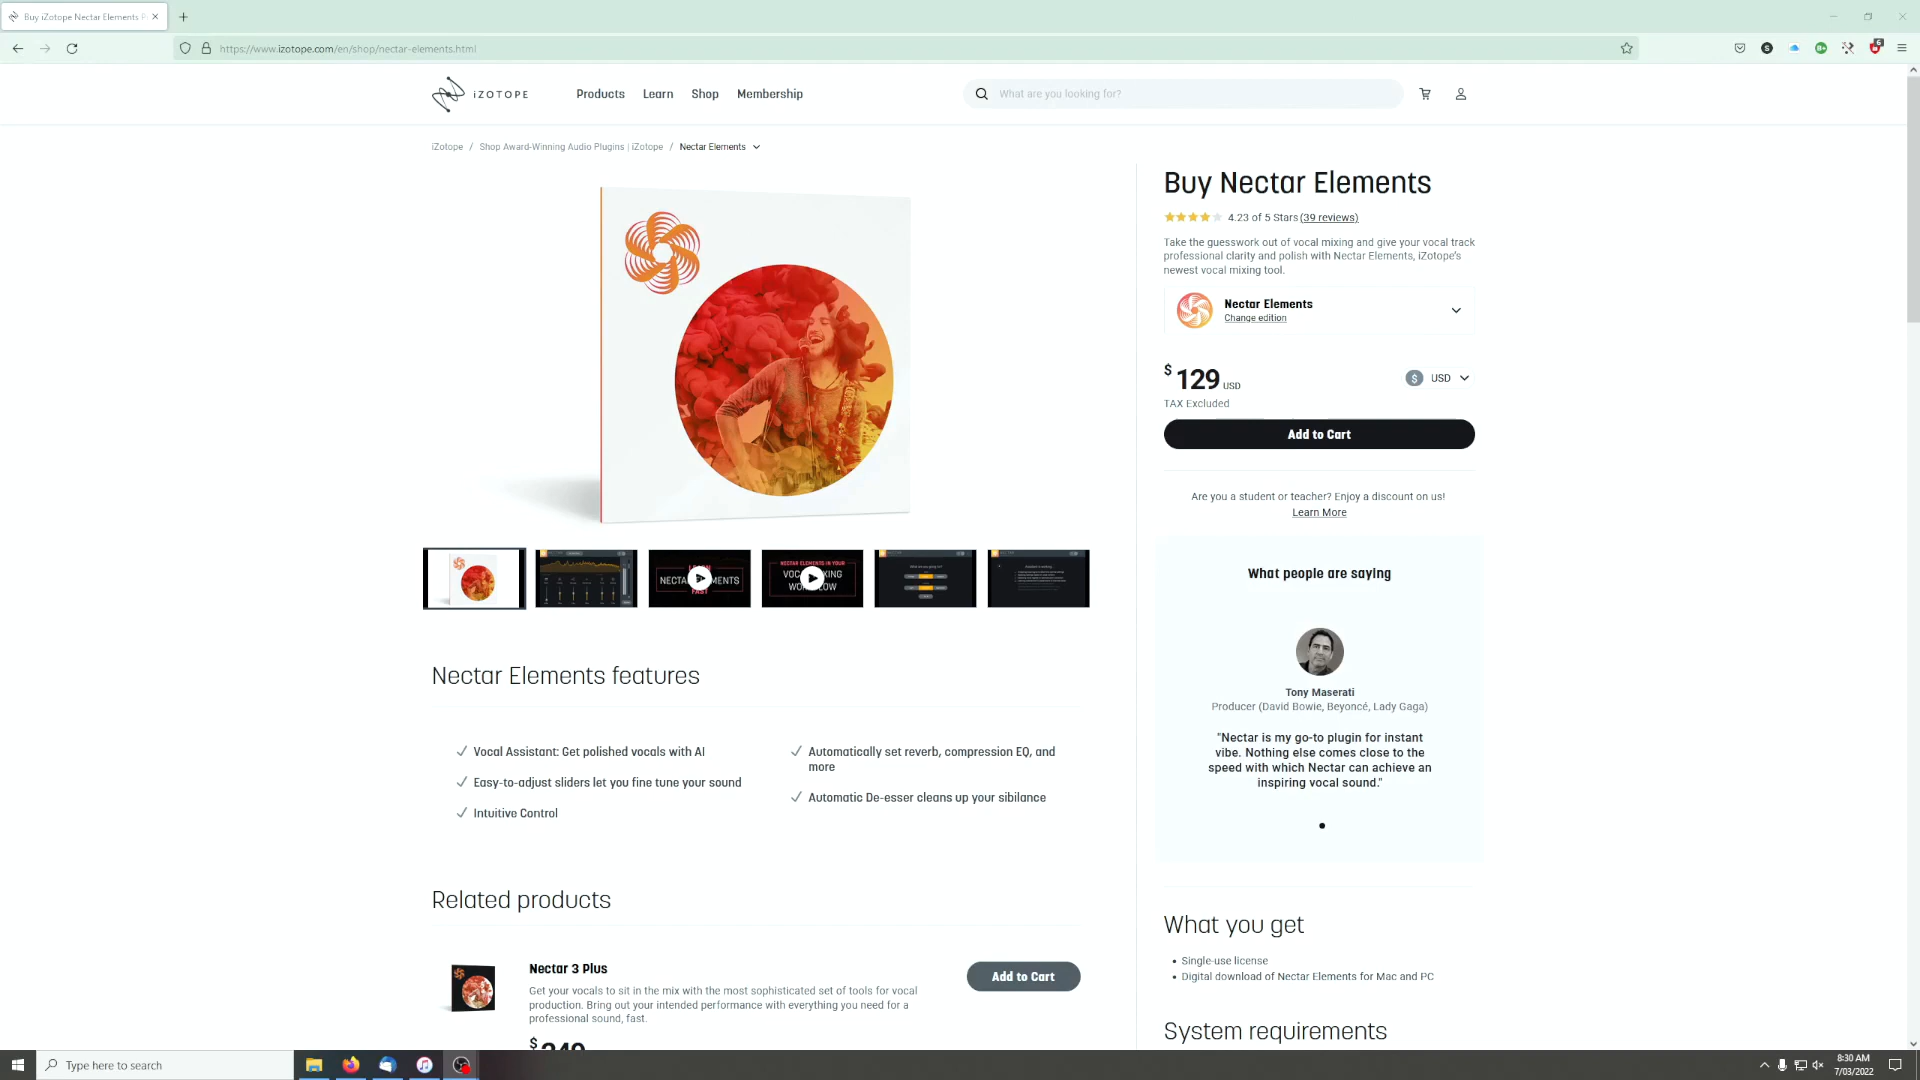 Buy iZotope Nectar Elements P
https://www.izotope.com/en/shop/nectar-elements.html
iZOTOPE
Products Learn Shop Membership
What are you looking for?
iZotope / Shop Award-Winning Audio Plugins | iZotope / Nectar Elements
Buy Nectar Elements
4.23 of 5 Stars (39 reviews)
Take the guesswork out of vocal mixing and give your vocal track
professional clarity and polish with Nectar Elements, iZotope's
newest vocal mixing tool.
Nectar Elements
Change edition
$ 129 USD
$ USD
TAX Excluded
Add to Cart
Are you a student or teacher? Enjoy a discount on us!
Learn More
What people are saying
Tony Maserati
Producer (David Bowie, Beyoncé, Lady Gaga)
"Nectar is my go-to plugin for instant
vibe. Nothing else comes close to the
speed with which Nectar can achieve an
inspiring vocal sound."
Nectar Elements features
Vocal Assistant: Get polished vocals with AI
Easy-to-adjust sliders let you fine tune your sound
Intuitive Control
Automatically set reverb, compression EQ, and
more
Automatic De-esser cleans up your sibilance
Related products
Nectar 3 Plus
Get your vocals to sit in the mix with the most sophisticated set of tools for vocal
production. Bring out your intended performance with everything you need for a
professional sound, fast.
$ 249
Add to Cart
What you get
Single-use license
Digital download of Nectar Elements for Mac and PC
System requirements
Type here to search
8:30 AM
7/03/2022